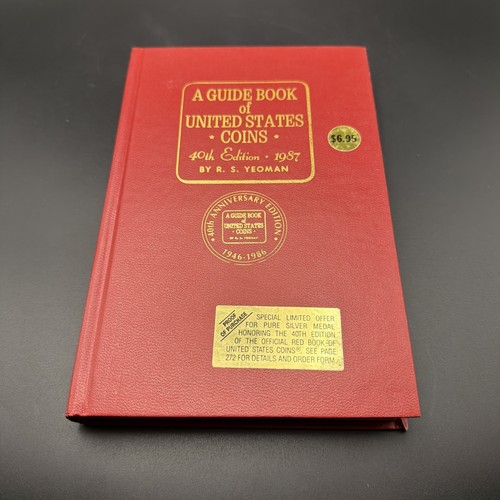 A GUIDE BOOK
of
UNITED STATES
• COINS •
40th Edition • 1987
BY R. S. YEOMAN
$6.95
• 40th ANNIVERSARY EDITION •
A GUIDE BOOK
of
UNITED STATES
• COINS •
BY R. S. YEOMAN
1946-1986
PROOF
OF PURCHASE
SPECIAL LIMITED OFFER
FOR PURE SILVER MEDAL
HONORING THE 40TH EDITION
OF THE OFFICIAL RED BOOK OF
UNITED STATES COINS®. SEE PAGE
272 FOR DETAILS AND ORDER FORM.